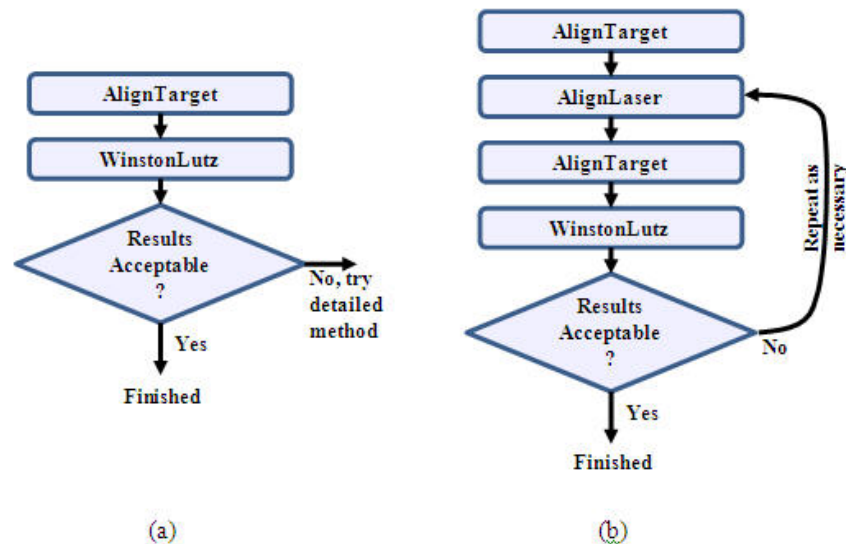 AlignTarget
WinstonLutz
Results
Acceptable
?
No, try
detailed
method
Yes
Finished
(a)
AlignTarget
AlignLaser
AlignTarget
WinstonLutz
Results
Acceptable
?
No
Repeat as
necessary
Yes
Finished
(b)